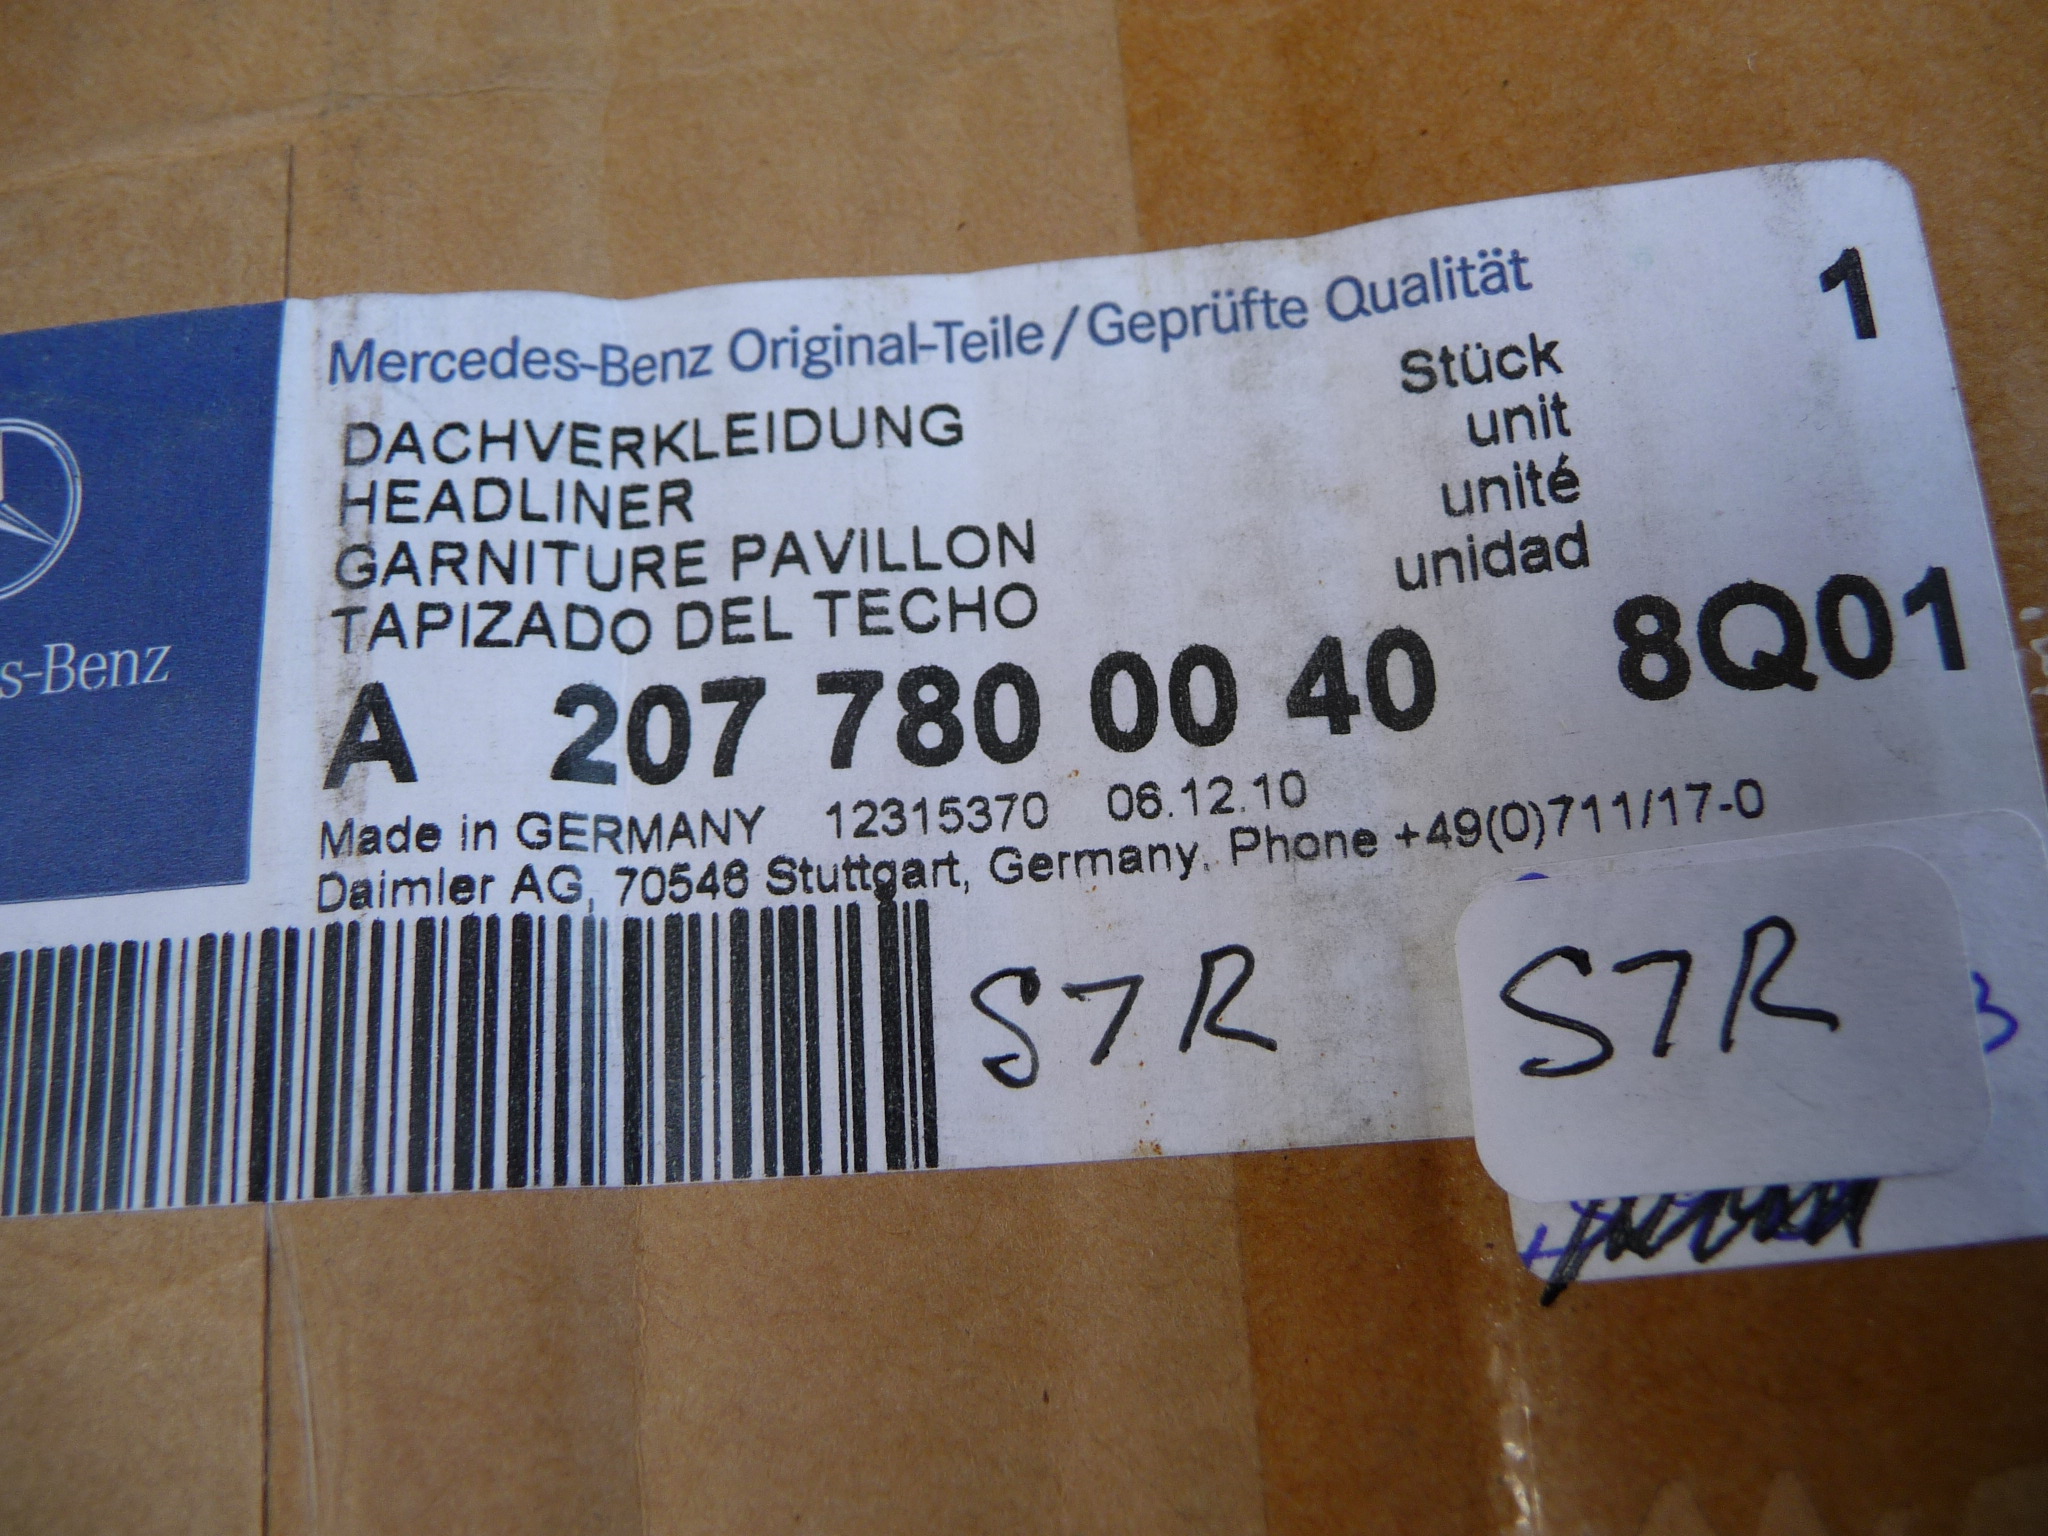 Mercedes-Benz Original-Teile/Geprüfte Qualität
DACHVERKLEIDUNG
HEADLINER
GARNITURE PAVILLON
TAPIZADO DEL TECHO
Stück
unit
unité
unidad
1
s-Benz
A 207 780 00 40 8Q01
Made in GERMANY 12315370 06.12.10
Daimler AG, 70546 Stuttgart, Germany, Phone +49(0)711/17-0
STR
STR